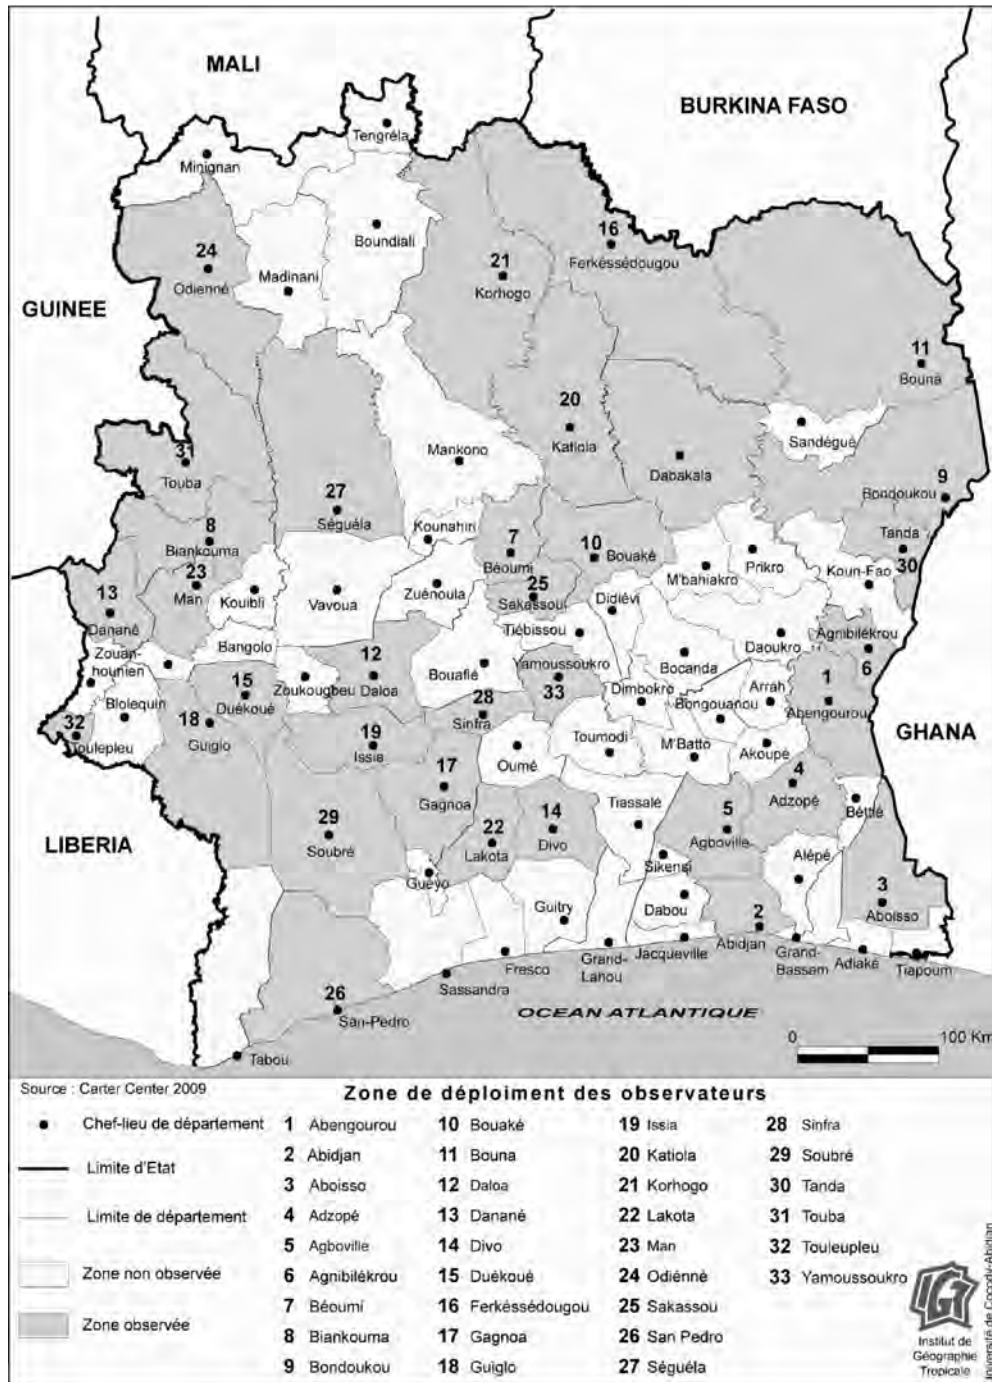 MALI
BURKINA FASO
Tengréla
Minignan
Boundiali
16
Ferkéssédougou
24
Odienné
Madinani
21
Korhogo
GUINEE
11
Bouna
20
Katiola
Sandégué
Mankono
Dabakala
31
Touba
27
Séguéla
9
Bondoukou
8
Biankouma
Kounahiri
7
Béoumi
10
Bouaké
Tanda
30
Prikro
M'bahiakro
Koun-Fao
13
Danané
23
Man
Kouibli
Vavoua
Zuénoula
25
Sakassou
Didiévi
Tiébissou
Daoukro
Agnibilékrou
6
Zouan-
hounien
Bangolo
12
Daloa
Bouaflé
Yamoussoukro
33
Bocanda
Zoukougbeu
15
Duékoué
Dimbokro
Bongouanou
Arrah
1
Abengourou
Blolequin
18
Guiglo
28
Sinfra
32
Toulepleu
19
Issia
Oumé
Toumodi
M'Batto
Akoupé
GHANA
17
Gagnoa
4
Adzopé
Tiassalé
Béttié
LIBERIA
29
Soubré
22
Lakota
14
Divo
5
Agboville
Sikensi
Alépé
Guéyo
Guitry
Dabou
3
Aboisso
2
Abidjan
Fresco
Grand-
Lahou
Jacqueville
Grand-
Bassam
Adiaké
Tiapoum
Sassandra
26
San-Pedro
OCEAN ATLANTIQUE
0 100 Km
Tabou
Source : Carter Center 2009
Zone de déploiment des observateurs
Chef-lieu de département
Limite d'Etat
Limite de département
Zone non observée
Zone observée
1 Abengourou
2 Abidjan
3 Aboisso
4 Adzopé
5 Agboville
6 Agnibilékrou
7 Béoumi
8 Biankouma
9 Bondoukou
10 Bouaké
11 Bouna
12 Daloa
13 Danané
14 Divo
15 Duékoué
16 Ferkéssédougou
17 Gagnoa
18 Guiglo
19 Issia
20 Katiola
21 Korhogo
22 Lakota
23 Man
24 Odiénné
25 Sakassou
26 San Pedro
27 Séguéla
28 Sinfra
29 Soubré
30 Tanda
31 Touba
32 Touleupleu
33 Yamoussoukro
IGT
Institut de
Géographie
Tropicale
Université de Cocody-Abidjan